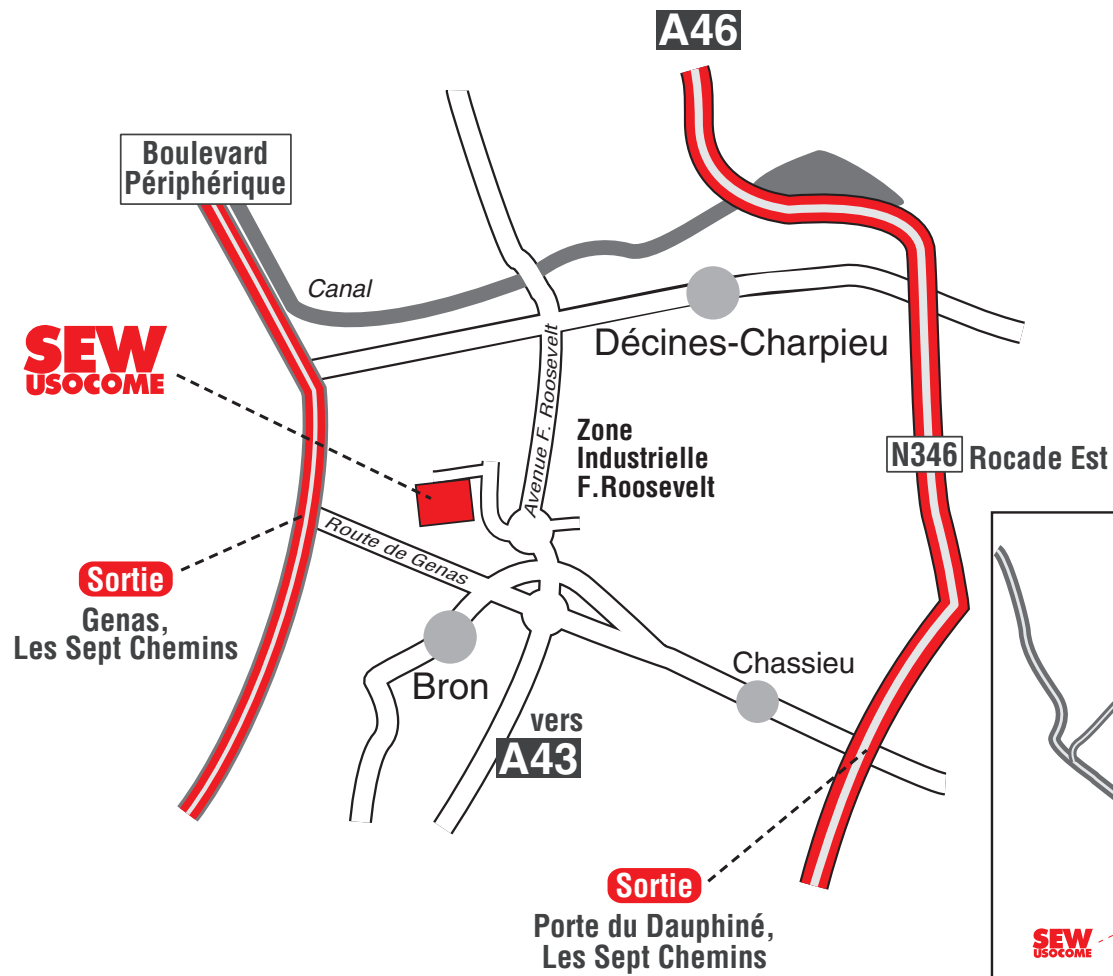 A46
Boulevard
Périphérique
Canal
SEW
USOCOME
Décines-Charpieu
Avenue F. Roosevelt
Zone
Industrielle
F.Roosevelt
N346 Rocade Est
Route de Genas
Sortie
Genas,
Les Sept Chemins
Bron
Chassieu
vers
A43
Sortie
Porte du Dauphiné,
Les Sept Chemins
SEW
USOCOME